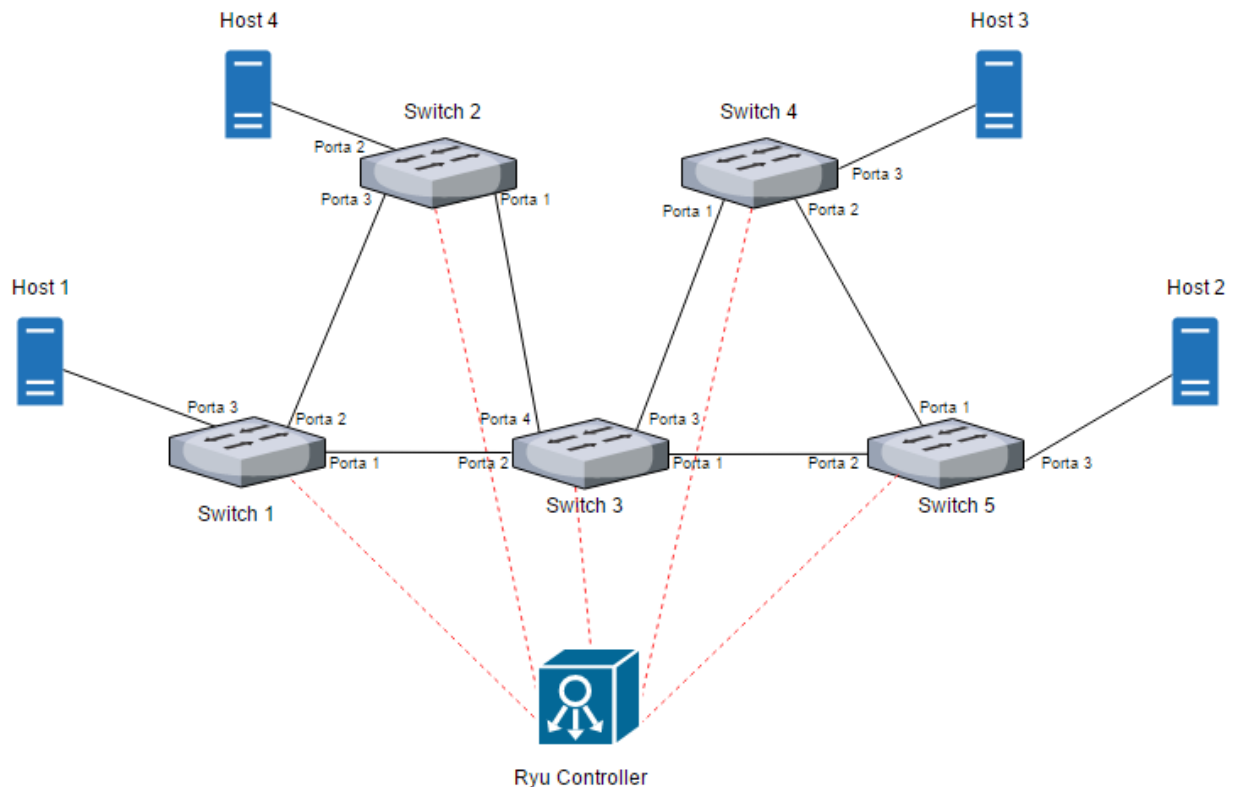 Host 4
Host 3
Switch 2
Switch 4
Porta 2
Porta 3
Porta 3
Porta 1
Porta 1
Porta 2
Host 1
Host 2
Porta 3
Porta 2
Porta 4
Porta 3
Porta 1
Porta 1
Porta 2
Porta 1
Porta 2
Porta 3
Switch 1
Switch 3
Switch 5
Ryu Controller